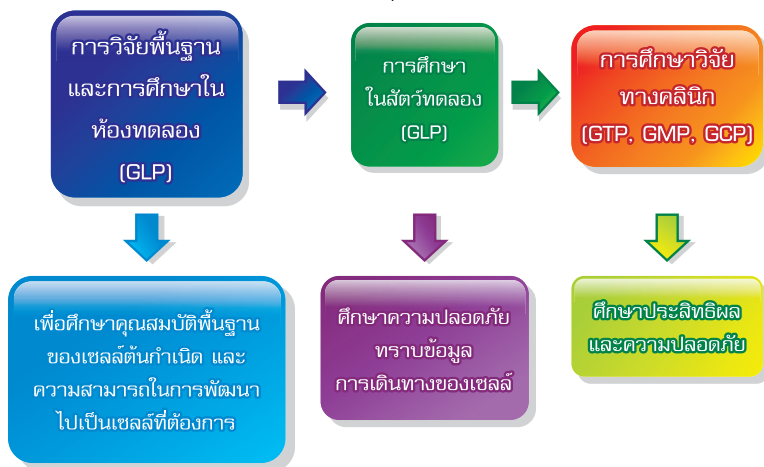 การวิจัยพื้นฐาน
และการศึกษาใน
ห้องทดลอง
(GLP)
การศึกษา
ในสัตว์ทดลอง
(GLP)
การศึกษาวิจัย
ทางคลินิก
(GTP, GMP, GCP)
เพื่อศึกษาคุณสมบัติพื้นฐาน
ของเซลล์ต้นกำเนิด และ
ความสามารถในการพัฒนา
ไปเป็นเซลล์ที่ต้องการ
ศึกษาความปลอดภัย
ทราบข้อมูล
การเดินทางของเซลล์
ศึกษาประสิทธิผล
และความปลอดภัย